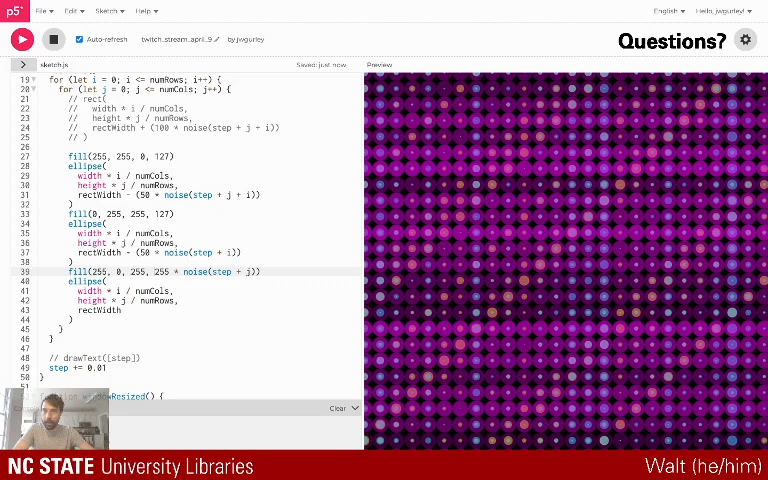 p5* File Edit Sketch Help English Hello, jwgurley!
Auto-refresh twitch_stream_april_9 by jwgurley Questions?
sketch.js Saved: just now Preview
19 for (let i = 0; i <= numRows; i++) {
20 for (let j = 0; j <= numCols; j++) {
21 // rect(
22 // width * i / numCols,
23 // height * j / numRows,
24 // rectWidth + (100 * noise(step + j + i))
25 // )
26
27 fill(255, 255, 0, 127)
28 ellipse(
29 width * i / numCols,
30 height * j / numRows,
31 rectWidth - (50 * noise(step + j + i))
32 )
33 fill(0, 255, 255, 127)
34 ellipse(
35 width * i / numCols,
36 height * j / numRows,
37 rectWidth - (50 * noise(step + i))
38 )
39 fill(255, 0, 255, 255 * noise(step + j))
40 ellipse(
41 width * i / numCols,
42 height * j / numRows,
43 rectWidth
44 )
45 }
46 }
47
48 // drawText([step])
49 step += 0.01
50 }
51
windowResized() {
Clear
NC STATE University Libraries Walt (he/him)